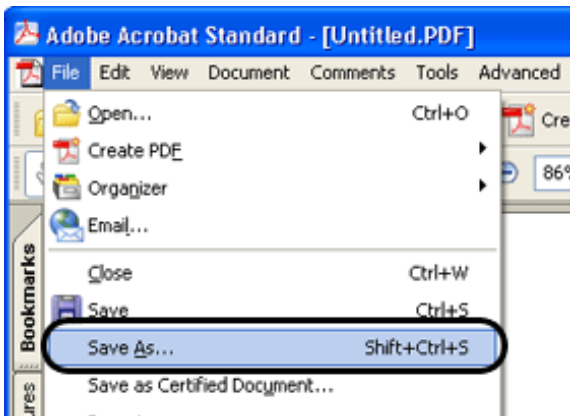 Adobe Acrobat Standard - [Untitled.PDF]
File Edit View Document Comments Tools Advanced
Open... Ctrl+O
Cre
Create PDF
86%
Organizer
Email...
Close Ctrl+W
Bookmarks
Save Ctrl+S
Save As... Shift+Ctrl+S
Save as Certified Document...